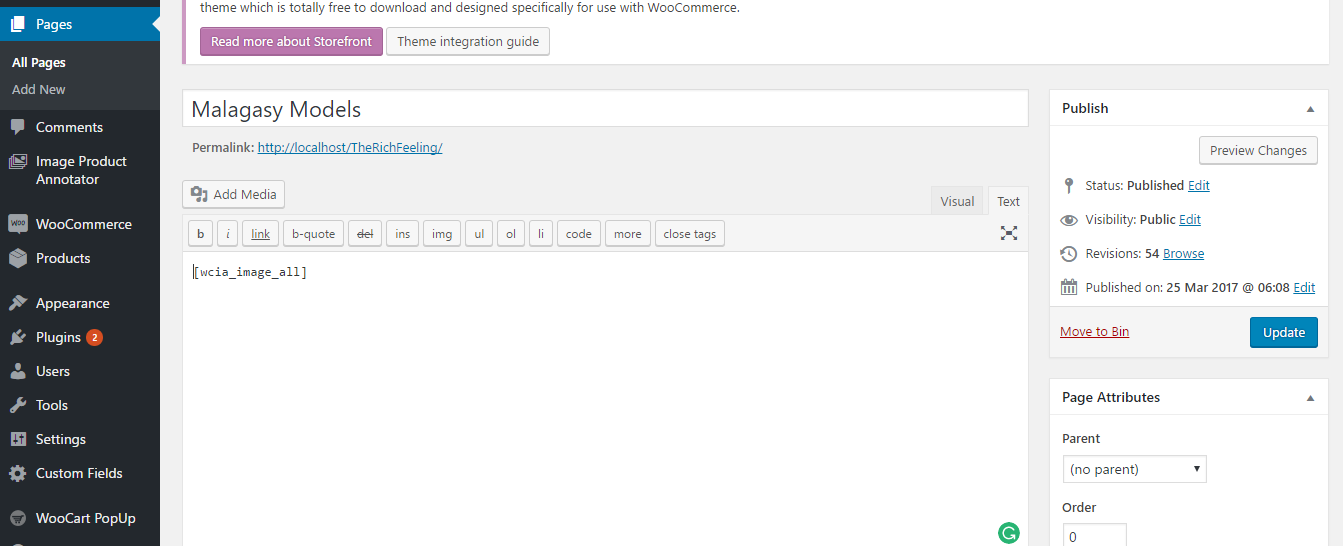 Pages
All Pages
Add New
Comments
Image Product
Annotator
WOO
WooCommerce
Products
Appearance
Plugins 2
Users
Tools
Settings
Custom Fields
WooCart PopUp
theme which is totally free to download and designed specifically for use with WooCommerce.
Read more about Storefront
Theme integration guide
Malagasy Models
Permalink: http://localhost/TheRichFeeling/
Add Media
Visual
Text
b i link b-quote del ins img ul ol li code more close tags
[wcia_image_all]
Publish
Preview Changes
Status: Published Edit
Visibility: Public Edit
Revisions: 54 Browse
Published on: 25 Mar 2017 @ 06:08 Edit
Move to Bin
Update
Page Attributes
Parent
(no parent)
Order
0